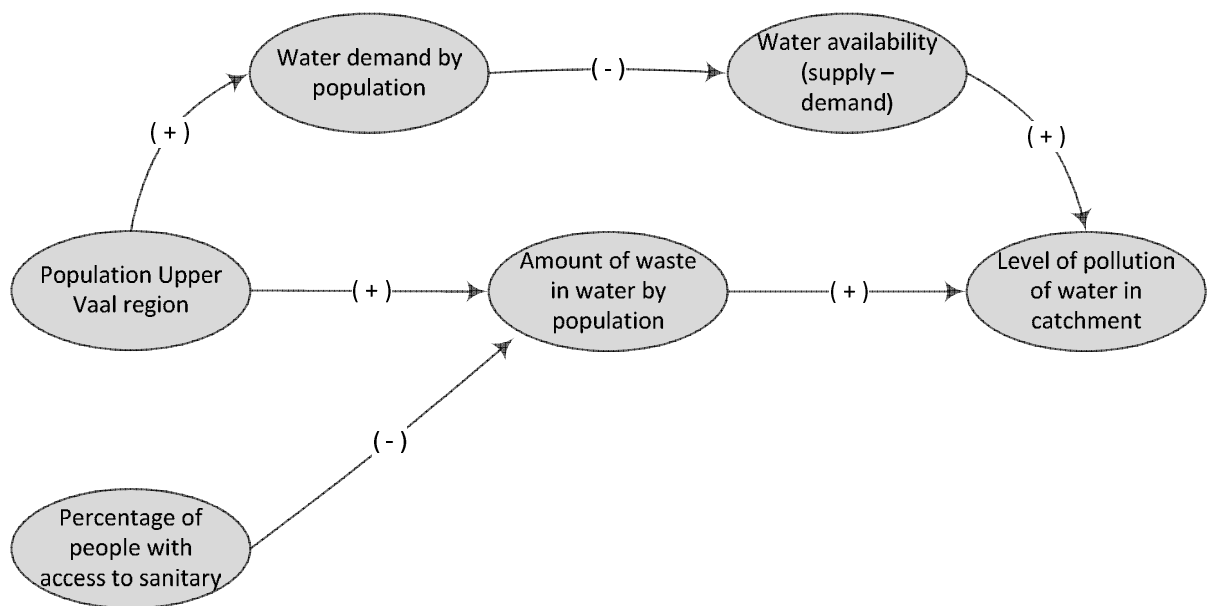 Water demand by
population
( - )
Water availability
(supply –
demand)
( + )
( + )
Population Upper
Vaal region
( + )
Amount of waste
in water by
population
( + )
Level of pollution
of water in
catchment
( - )
Percentage of
people with
access to sanitary